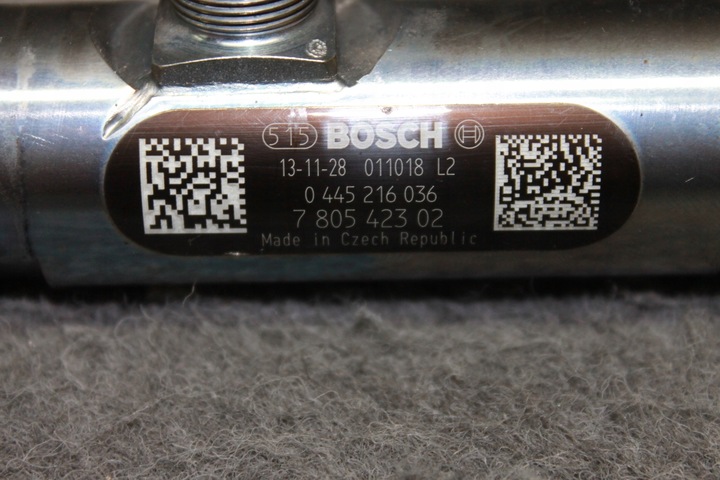 515 BOSCH
13-11-28 011018 L2
0 445 216 036
7 805 423 02
Made in Czech Republic